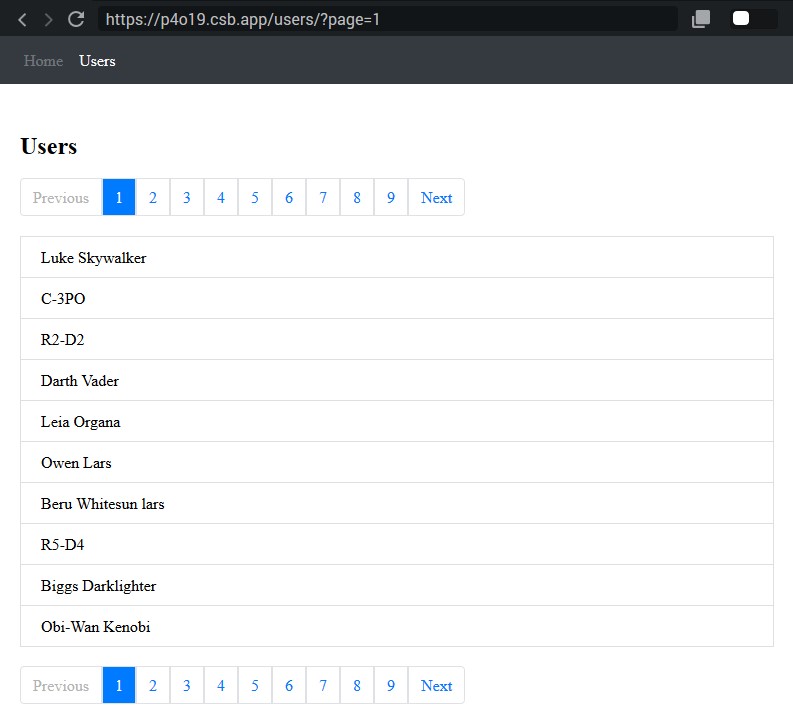 https://p4o19.csb.app/users/?page=1
Home Users
Users
Previous 1 2 3 4 5 6 7 8 9 Next
Luke Skywalker
C-3PO
R2-D2
Darth Vader
Leia Organa
Owen Lars
Beru Whitesun lars
R5-D4
Biggs Darklighter
Obi-Wan Kenobi
Previous 1 2 3 4 5 6 7 8 9 Next